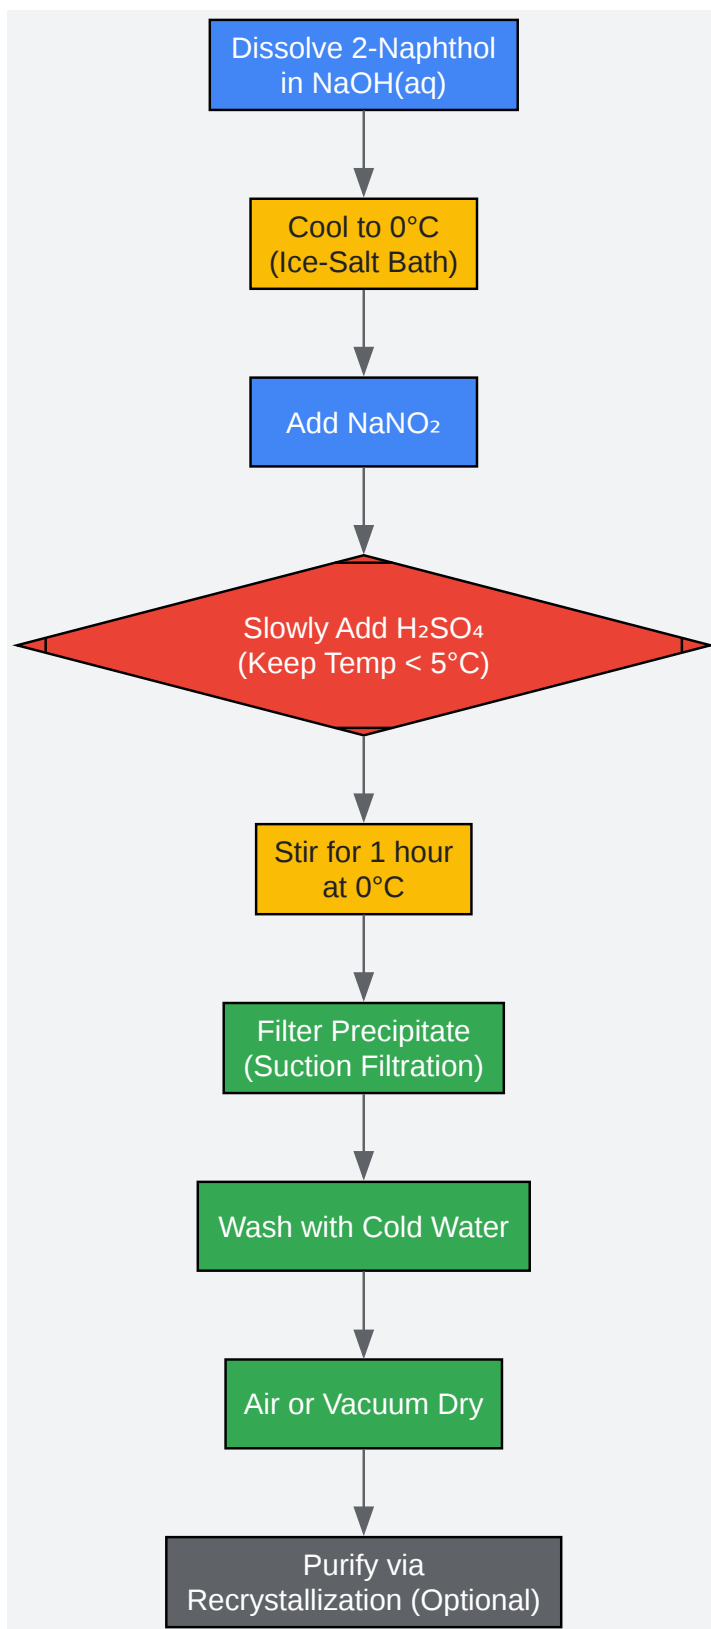 Dissolve 2-Naphthol
in NaOH(aq)
Cool to 0°C
(Ice-Salt Bath)
Add NaNO₂
Slowly Add H₂SO₄
(Keep Temp < 5°C)
Stir for 1 hour
at 0°C
Filter Precipitate
(Suction Filtration)
Wash with Cold Water
Air or Vacuum Dry
Purify via
Recrystallization (Optional)